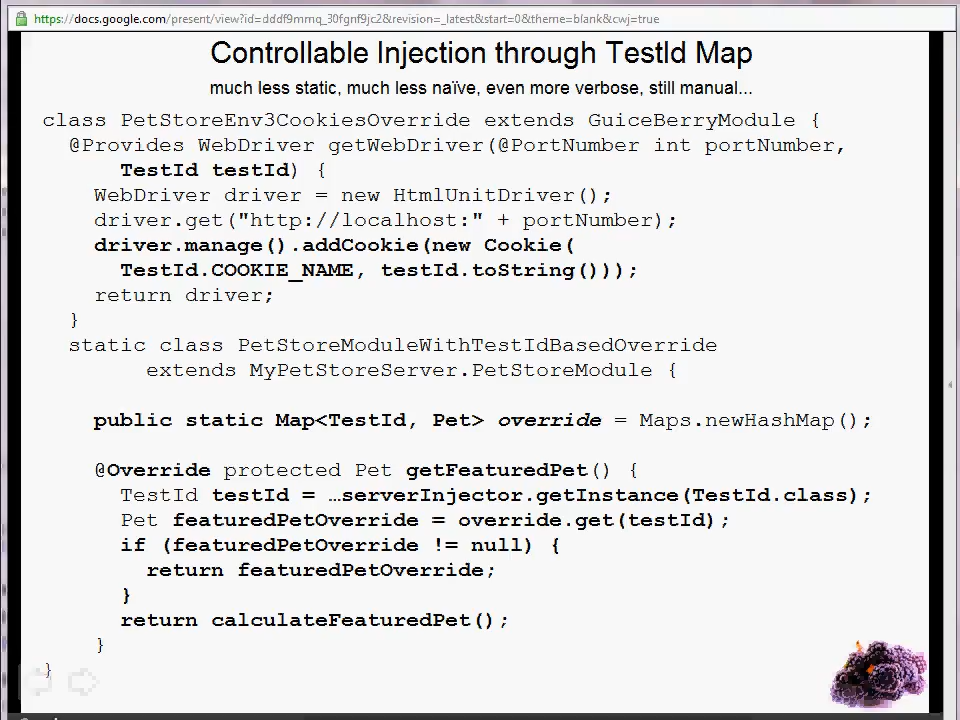 https://docs.google.com/present/view?id=dddf9mmq_30fgnf9jc2&revision=_latest&start=0&theme=blank&cwj=true
Controllable Injection through TestId Map
much less static, much less naïve, even more verbose, still manual...
class PetStoreEnv3CookiesOverride extends GuiceBerryModule {
@Provides WebDriver getWebDriver(@PortNumber int portNumber,
TestId testId) {
WebDriver driver = new HtmlUnitDriver();
driver.get("http://localhost:" + portNumber);
driver.manage().addCookie(new Cookie(
TestId.COOKIE_NAME, testId.toString()));
return driver;
}
static class PetStoreModuleWithTestIdBasedOverride
extends MyPetStoreServer.PetStoreModule {
public static Map<TestId, Pet> override = Maps.newHashMap();
@Override protected Pet getFeaturedPet() {
TestId testId = …serverInjector.getInstance(TestId.class);
Pet featuredPetOverride = override.get(testId);
if (featuredPetOverride != null) {
return featuredPetOverride;
}
return calculateFeaturedPet();
}
}